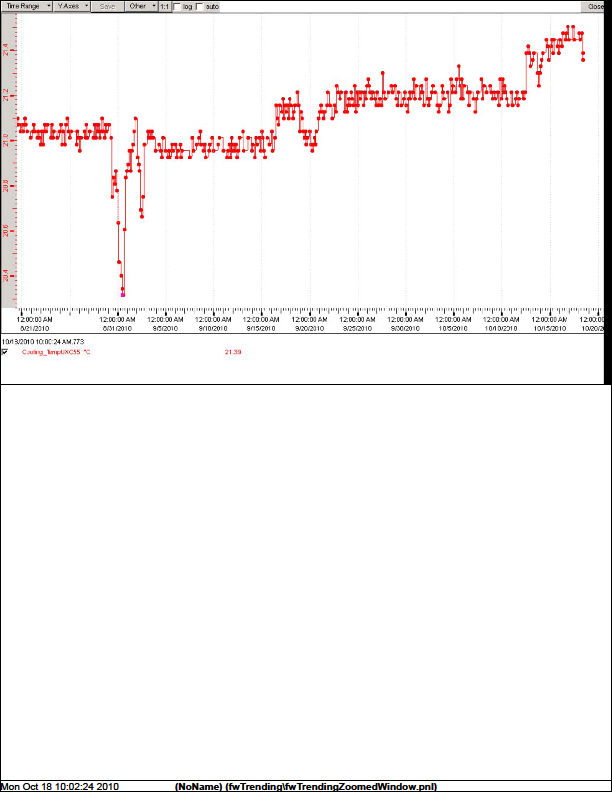 Time Range Y Axes Save Other 1:1 log auto Close
21.4
21.2
21.0
20.8
20.6
20.4
12:00:00 AM 12:00:00 AM 12:00:00 AM 12:00:00 AM 12:00:00 AM 12:00:00 AM 12:00:00 AM 12:00:00 AM 12:00:00 AM 12:00:00 AM 12:00:00 AM 12:00:00
8/21/2010 8/31/2010 9/5/2010 9/10/2010 9/15/2010 9/20/2010 9/25/2010 9/30/2010 10/5/2010 10/10/2010 10/15/2010 10/20/20
10/13/2010 10:00:24 AM.773
Cooling_TempUXC55 °C 21.39
Mon Oct 18 10:02:24 2010 (NoName) (fwTrending\fwTrendingZoomedWindow.pnl)